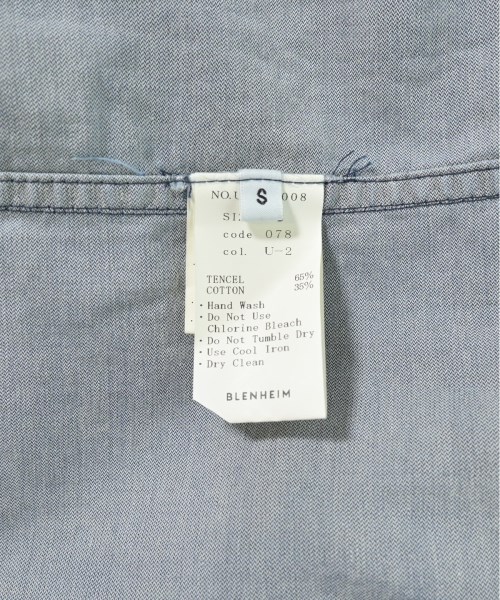 S
NO.U 008
SI
code 078
col. U-2
TENCEL 65%
COTTON 35%
・Hand Wash
・Do Not Use
Chlorine Bleach
・Do Not Tumble Dry
・Use Cool Iron
・Dry Clean
BLENHEIM